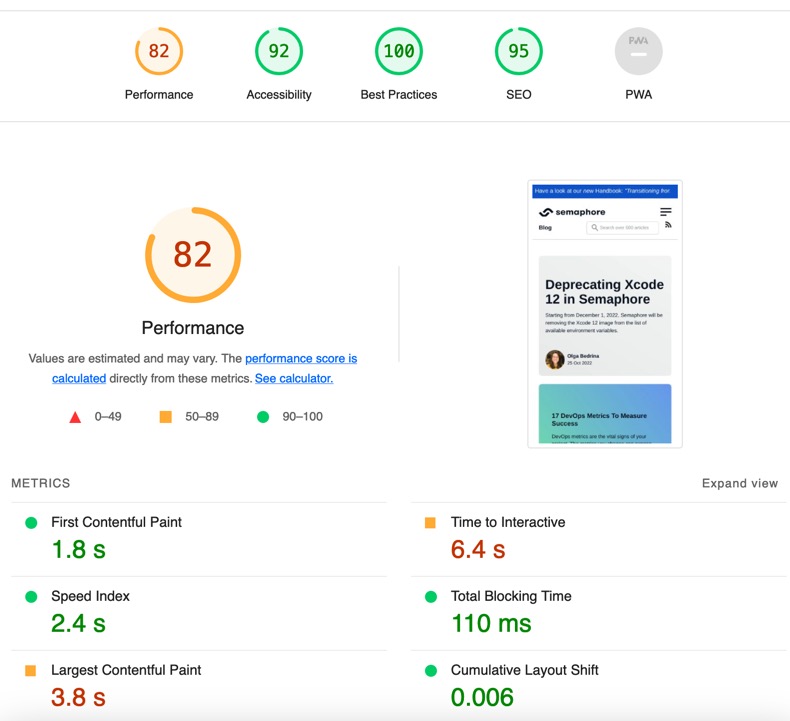 82
92
100
95
PWA
Performance
Accessibility
Best Practices
SEO
PWA
82
Performance
Values are estimated and may vary. The performance score is
calculated directly from these metrics. See calculator.
0–49
50–89
90–100
Have a look at our new Handbook: "Transitioning from
semaphore
Blog
Search over 480 articles
Deprecating Xcode
12 in Semaphore
Starting from December 1, 2022, Semaphore will be
removing the Xcode 12 image from the list of
available environment variables.
Olga Bedrina
25 Oct 2022
17 DevOps Metrics To Measure
Success
DevOps metrics are the vital signs of your
METRICS
Expand view
First Contentful Paint
1.8 s
Time to Interactive
6.4 s
Speed Index
2.4 s
Total Blocking Time
110 ms
Largest Contentful Paint
3.8 s
Cumulative Layout Shift
0.006